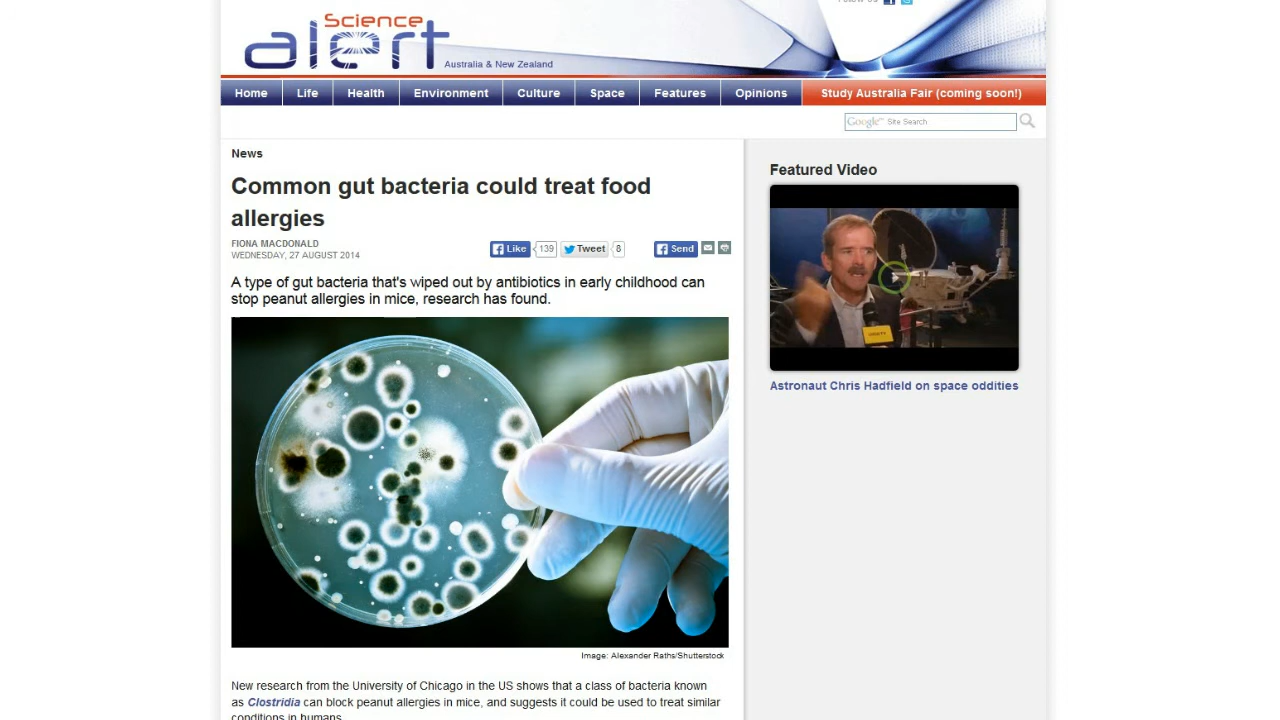 Science
alert
Australia & New Zealand
Home Life Health Environment Culture Space Features Opinions Study Australia Fair (coming soon!)
Google™ Site Search
News
Common gut bacteria could treat food
allergies
FIONA MACDONALD
WEDNESDAY, 27 AUGUST 2014
Like 139 Tweet 8 Send
A type of gut bacteria that's wiped out by antibiotics in early childhood can
stop peanut allergies in mice, research has found.
Image: Alexander Raths/Shutterstock
New research from the University of Chicago in the US shows that a class of bacteria known
as Clostridia can block peanut allergies in mice, and suggests it could be used to treat similar
conditions in humans.
Featured Video
Astronaut Chris Hadfield on space oddities